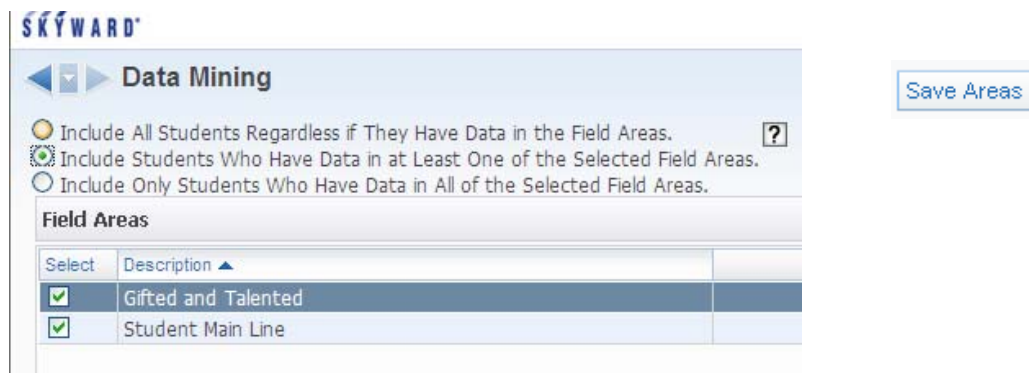 SKYWARD
Data Mining
Save Areas
Include All Students Regardless if They Have Data in the Field Areas. ?
Include Students Who Have Data in at Least One of the Selected Field Areas.
Include Only Students Who Have Data in All of the Selected Field Areas.
Field Areas
Select Description
Gifted and Talented
Student Main Line